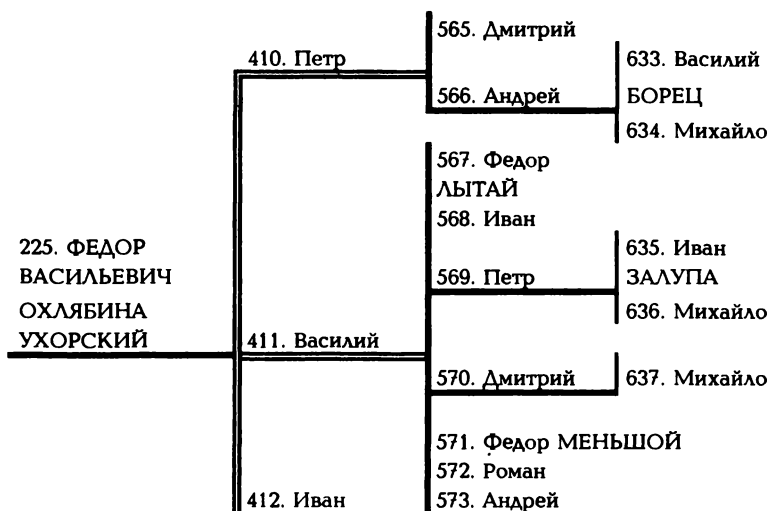 225. ФЕДОР
ВАСИЛЬЕВИЧ
ОХЛЯБИНА
УХОРСКИЙ
410. Петр
411. Василий
412. Иван
565. Дмитрий
566. Андрей
567. Федор
ЛЫТАЙ
568. Иван
569. Петр
570. Дмитрий
571. Федор МЕНЬШОЙ
572. Роман
573. Андрей
633. Василий
БОРЕЦ
634. Михайло
635. Иван
ЗАЛУПА
636. Михайло
637. Михайло